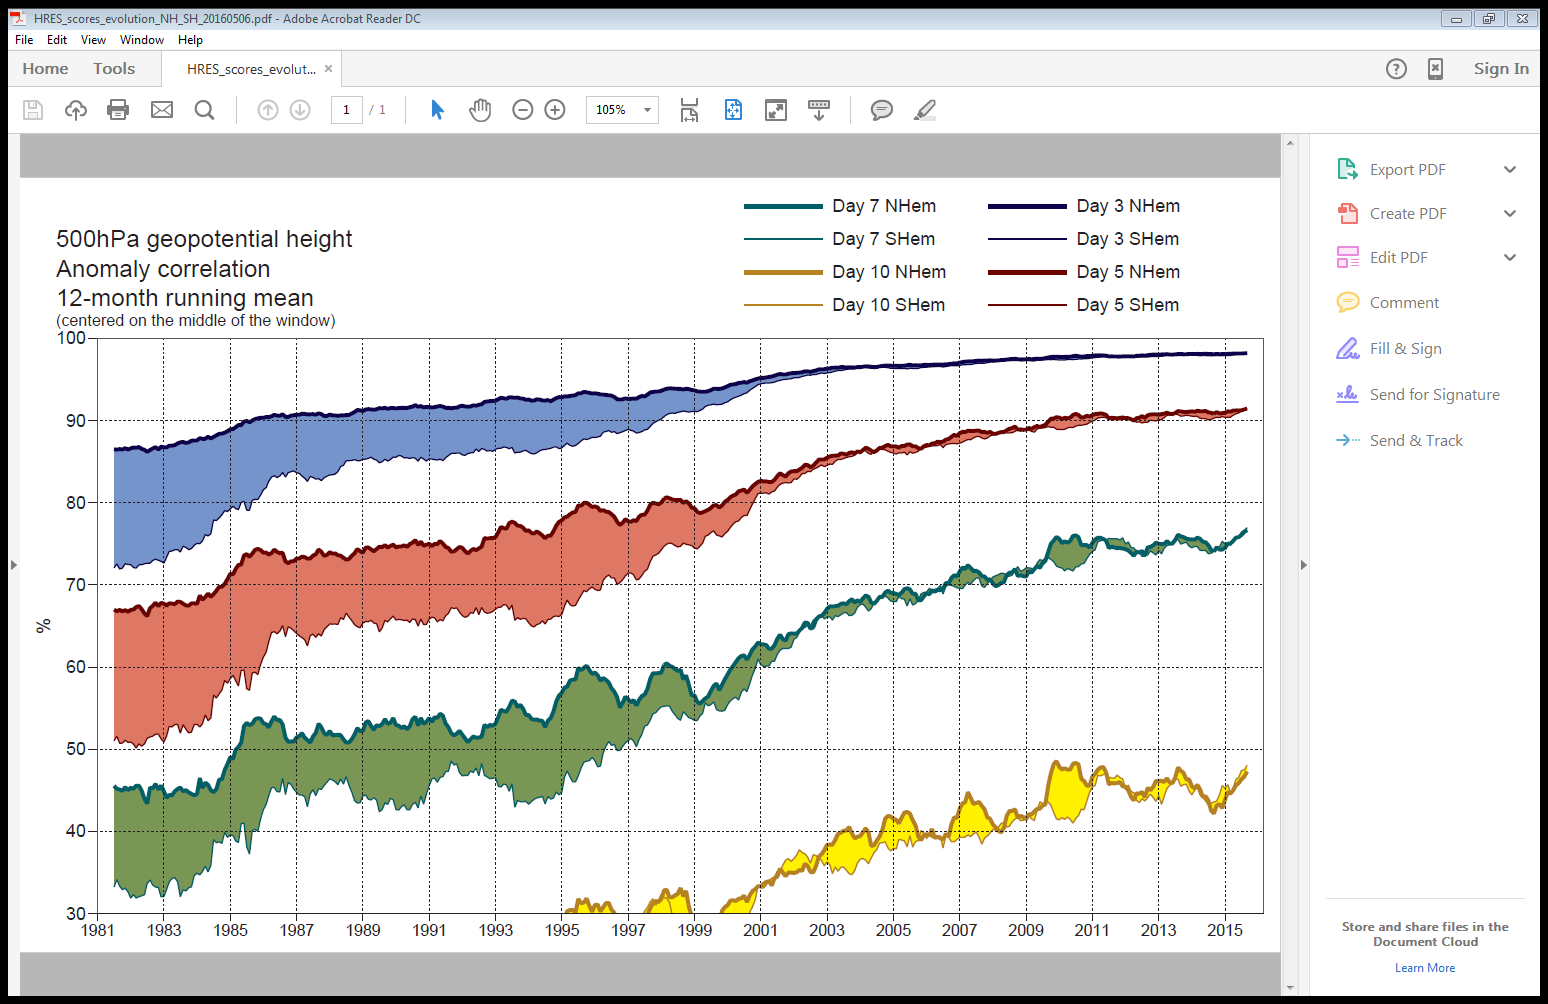 HRES_scores_evolution_NH_SH_20160506.pdf - Adobe Acrobat Reader DC
File Edit View Window Help
Home Tools HRES_scores_evolut... × ? Sign In
1 / 1 105%
Export PDF
Create PDF
Edit PDF
Comment
Fill & Sign
Send for Signature
Send & Track
Store and share files in the
Document Cloud
Learn More
500hPa geopotential height
Anomaly correlation
12-month running mean
(centered on the middle of the window)
Day 7 NHem Day 3 NHem
Day 7 SHem Day 3 SHem
Day 10 NHem Day 5 NHem
Day 10 SHem Day 5 SHem
100
90
80
70
%
60
50
40
30
1981 1983 1985 1987 1989 1991 1993 1995 1997 1999 2001 2003 2005 2007 2009 2011 2013 2015